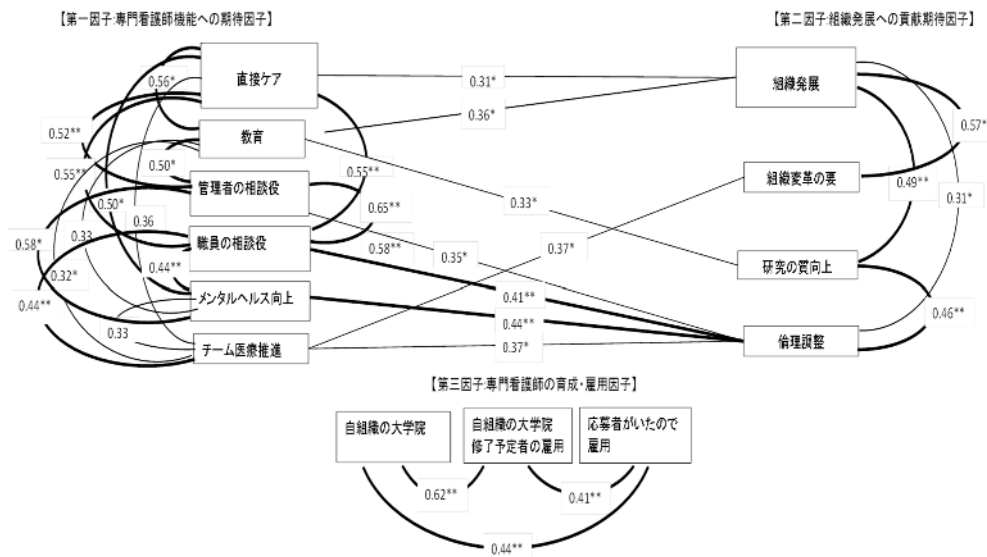 【第一因子:専門看護師機能への期待因子】
【第二因子:組織発展への貢献期待因子】
直接ケア
組織発展
0.56*
0.31*
0.36*
0.57*
0.52**
教育
0.50*
0.55**
0.55**
管理者の相談役
組織変革の要
0.49**
0.31*
0.50*
0.36
0.65**
0.33*
0.58*
0.33
職員の相談役
0.58**
0.35*
0.37*
0.32*
0.44**
研究の質向上
0.44**
メンタルヘルス向上
0.41**
0.46**
0.33
0.44**
チーム医療推進
0.37*
倫理調整
【第三因子:専門看護師の育成・雇用因子】
自組織の大学院
自組織の大学院
修了予定者の雇用
応募者がいたので
雇用
0.62**
0.41**
0.44**